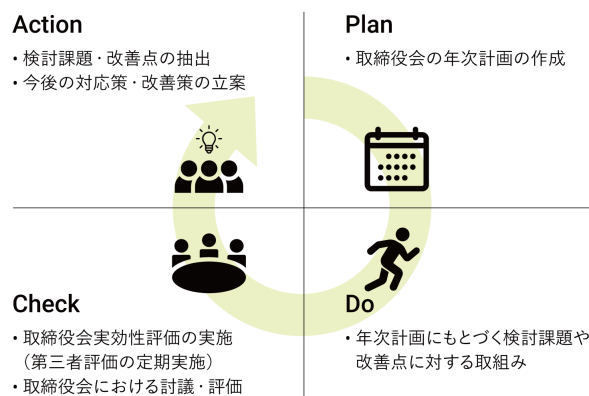 Action
• 検討課題・改善点の抽出
• 今後の対応策・改善策の立案
Plan
• 取締役会の年次計画の作成
Check
• 取締役会実効性評価の実施
（第三者評価の定期実施）
• 取締役会における討議・評価
Do
• 年次計画にもとづく検討課題や
改善点に対する取組み